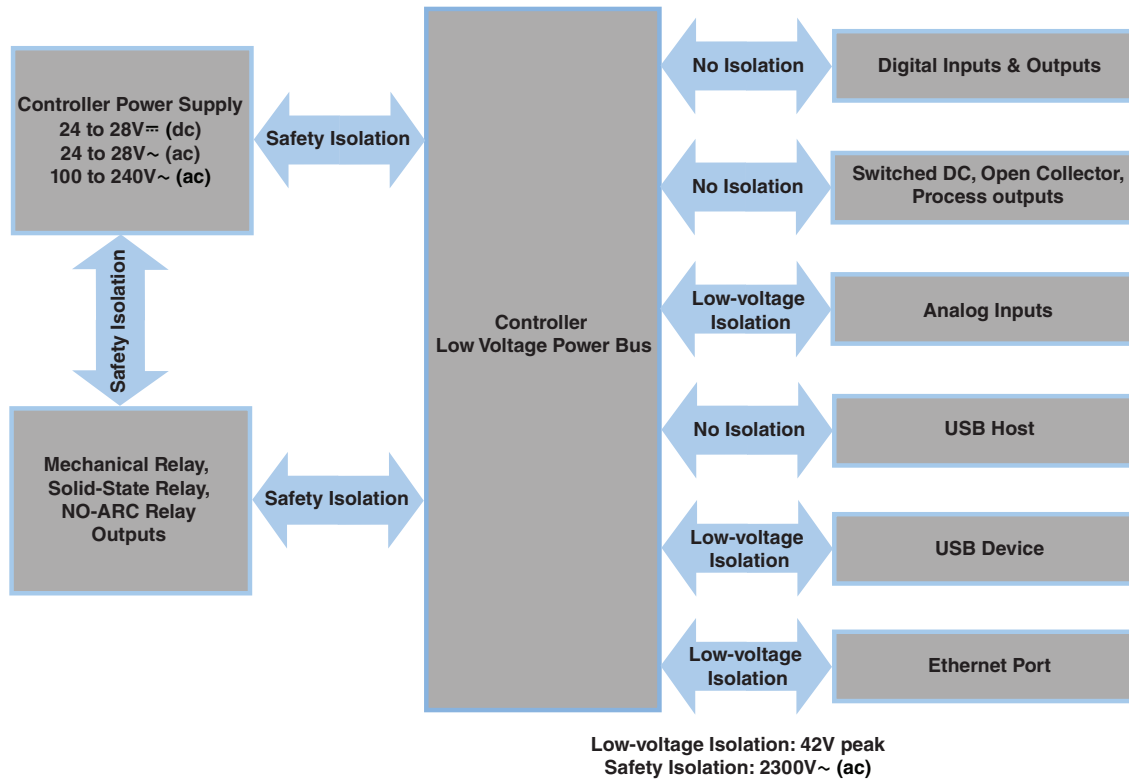 Controller Power Supply
24 to 28V⎓ (dc)
24 to 28V~ (ac)
100 to 240V~ (ac)
Safety Isolation
Safety Isolation
Mechanical Relay,
Solid-State Relay,
NO-ARC Relay
Outputs
Safety Isolation
Controller
Low Voltage Power Bus
No Isolation
Digital Inputs & Outputs
No Isolation
Switched DC, Open Collector,
Process outputs
Low-voltage
Isolation
Analog Inputs
No Isolation
USB Host
Low-voltage
Isolation
USB Device
Low-voltage
Isolation
Ethernet Port
Low-voltage Isolation: 42V peak
Safety Isolation: 2300V~ (ac)